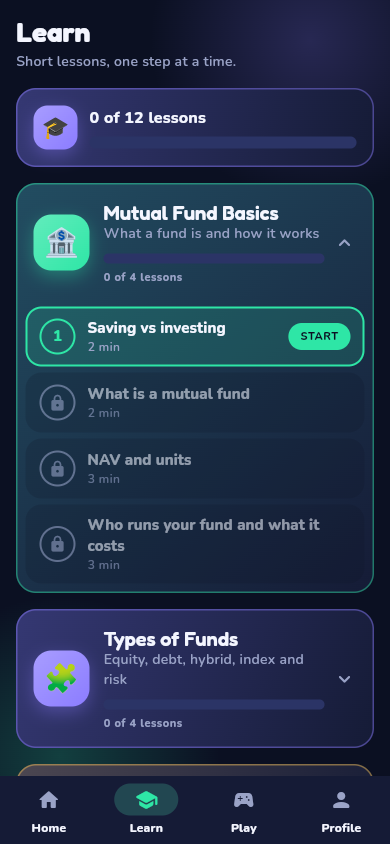 Learn
Short lessons, one step at a time.
0 of 12 lessons
Mutual Fund Basics
What a fund is and how it works
0 of 4 lessons
1
Saving vs investing
2 min
START
What is a mutual fund
2 min
NAV and units
3 min
Who runs your fund and what it
costs
3 min
Types of Funds
Equity, debt, hybrid, index and
risk
0 of 4 lessons
Home
Learn
Play
Profile